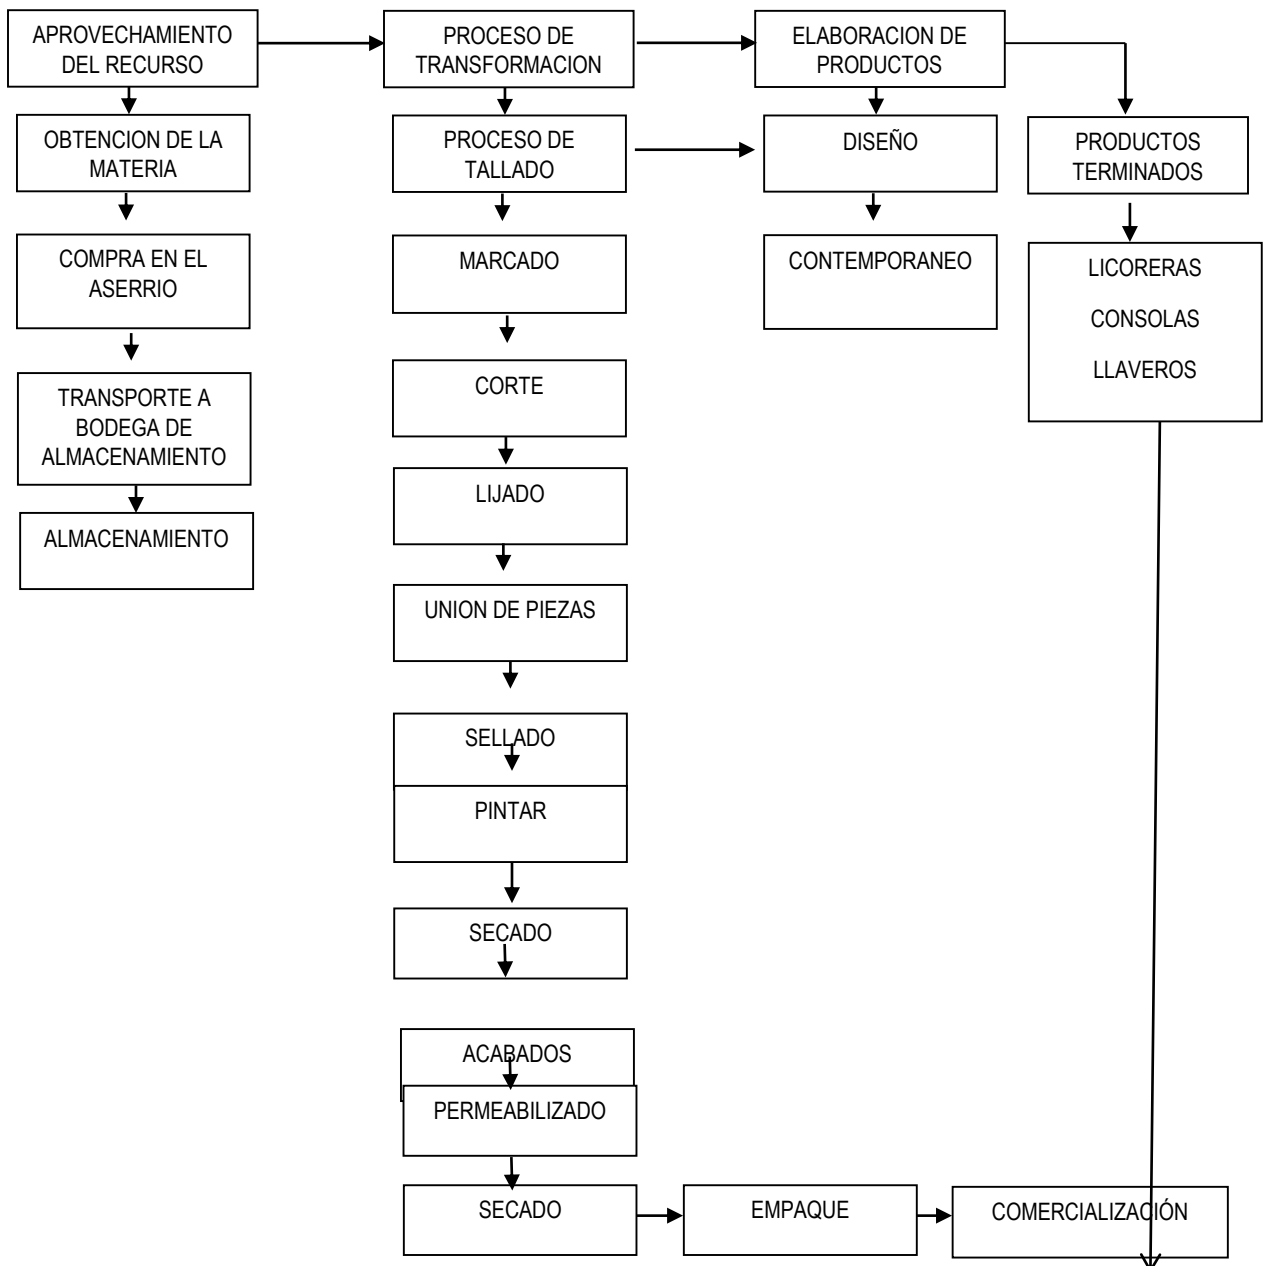 APROVECHAMIENTO
DEL RECURSO
PROCESO DE
TRANSFORMACION
ELABORACION DE
PRODUCTOS
OBTENCION DE LA
MATERIA
PROCESO DE
TALLADO
DISEÑO
PRODUCTOS
TERMINADOS
COMPRA EN EL
ASERRIO
MARCADO
CONTEMPORANEO
LICORERAS
CONSOLAS
LLAVEROS
TRANSPORTE A
BODEGA DE
ALMACENAMIENTO
CORTE
ALMACENAMIENTO
LIJADO
UNION DE PIEZAS
SELLADO
PINTAR
SECADO
ACABADOS
PERMEABILIZADO
SECADO
EMPAQUE
COMERCIALIZACIÓN